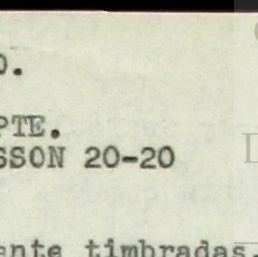 O.
PTE.
SSON 20-20
ente timbradas.